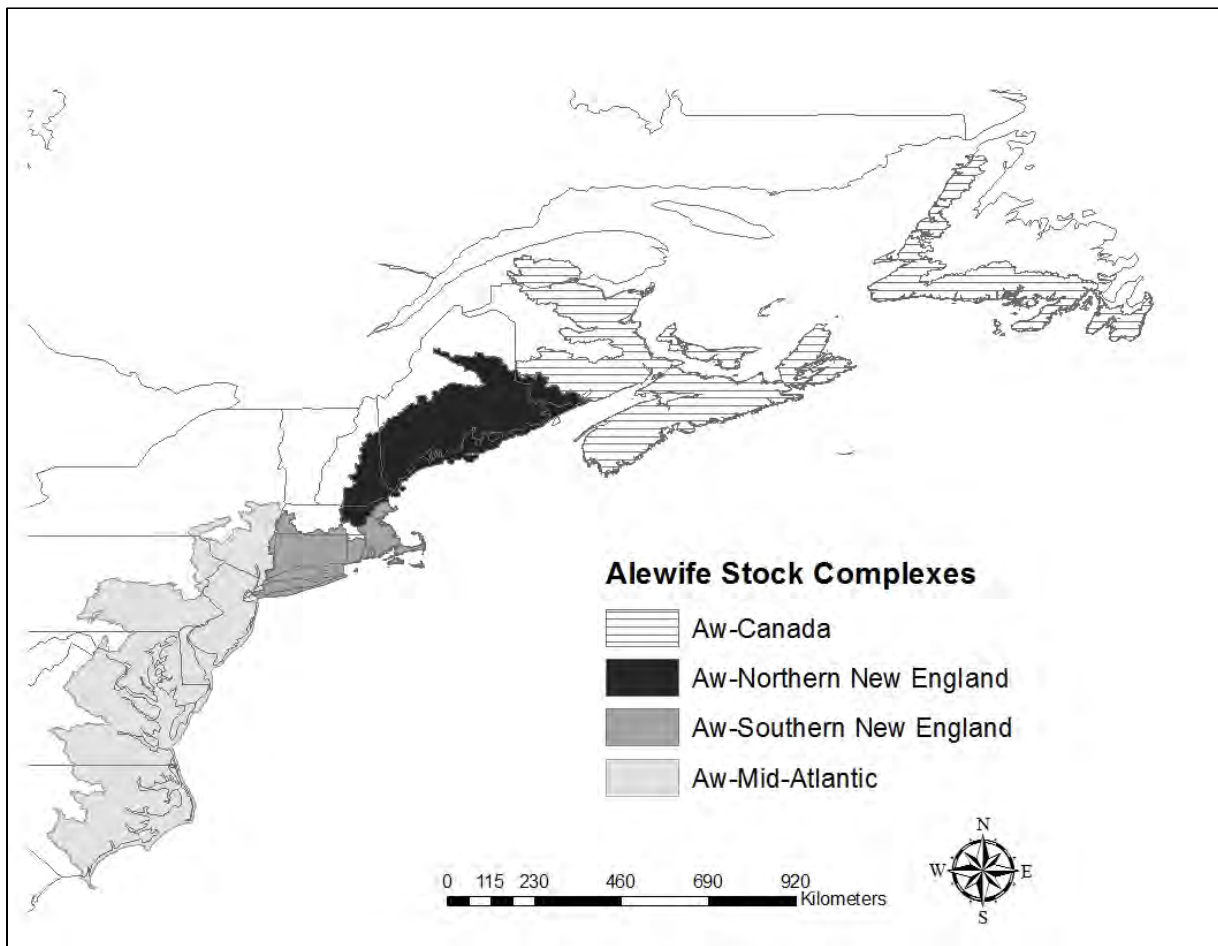 Alewife Stock Complexes
Aw-Canada
Aw-Northern New England
Aw-Southern New England
Aw-Mid-Atlantic
N
W E
S
0 115 230 460 690 920
Kilometers